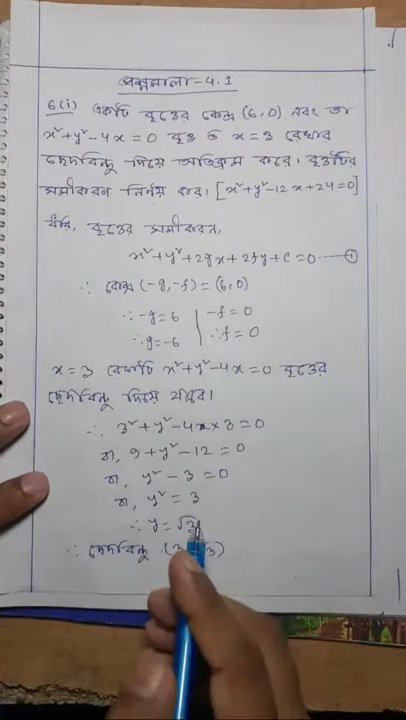 প্রশ্নমালা-4.1
6(i) একটি বৃত্তের কেন্দ্র (6,0) এবং তা
x²+y²-4x=0 বৃত্ত ও x=3 রেখার
ছেদবিন্দু দিয়ে অতিক্রম করে। বৃত্তটির
সমীকরণ নির্ণয় কর। [x²+y²-12x+24=0]
ধরি, বৃত্তের সমীকরণ,
x²+y²+2gx+2fy+c=0 —①
∴ কেন্দ্র (-g,-f)=(6,0)
∴ -g=6 | -f=0
∴ g=-6 | ∴ f=0
x=3 রেখাটি x²+y²-4x=0 বৃত্তের
ছেদবিন্দু দিয়ে যাবে।
∴ 3²+y²-4×3=0
বা, 9+y²-12=0
বা, y²-3=0
বা, y²=3
∴ y=√3
∴ ছেদবিন্দু (3, 3)